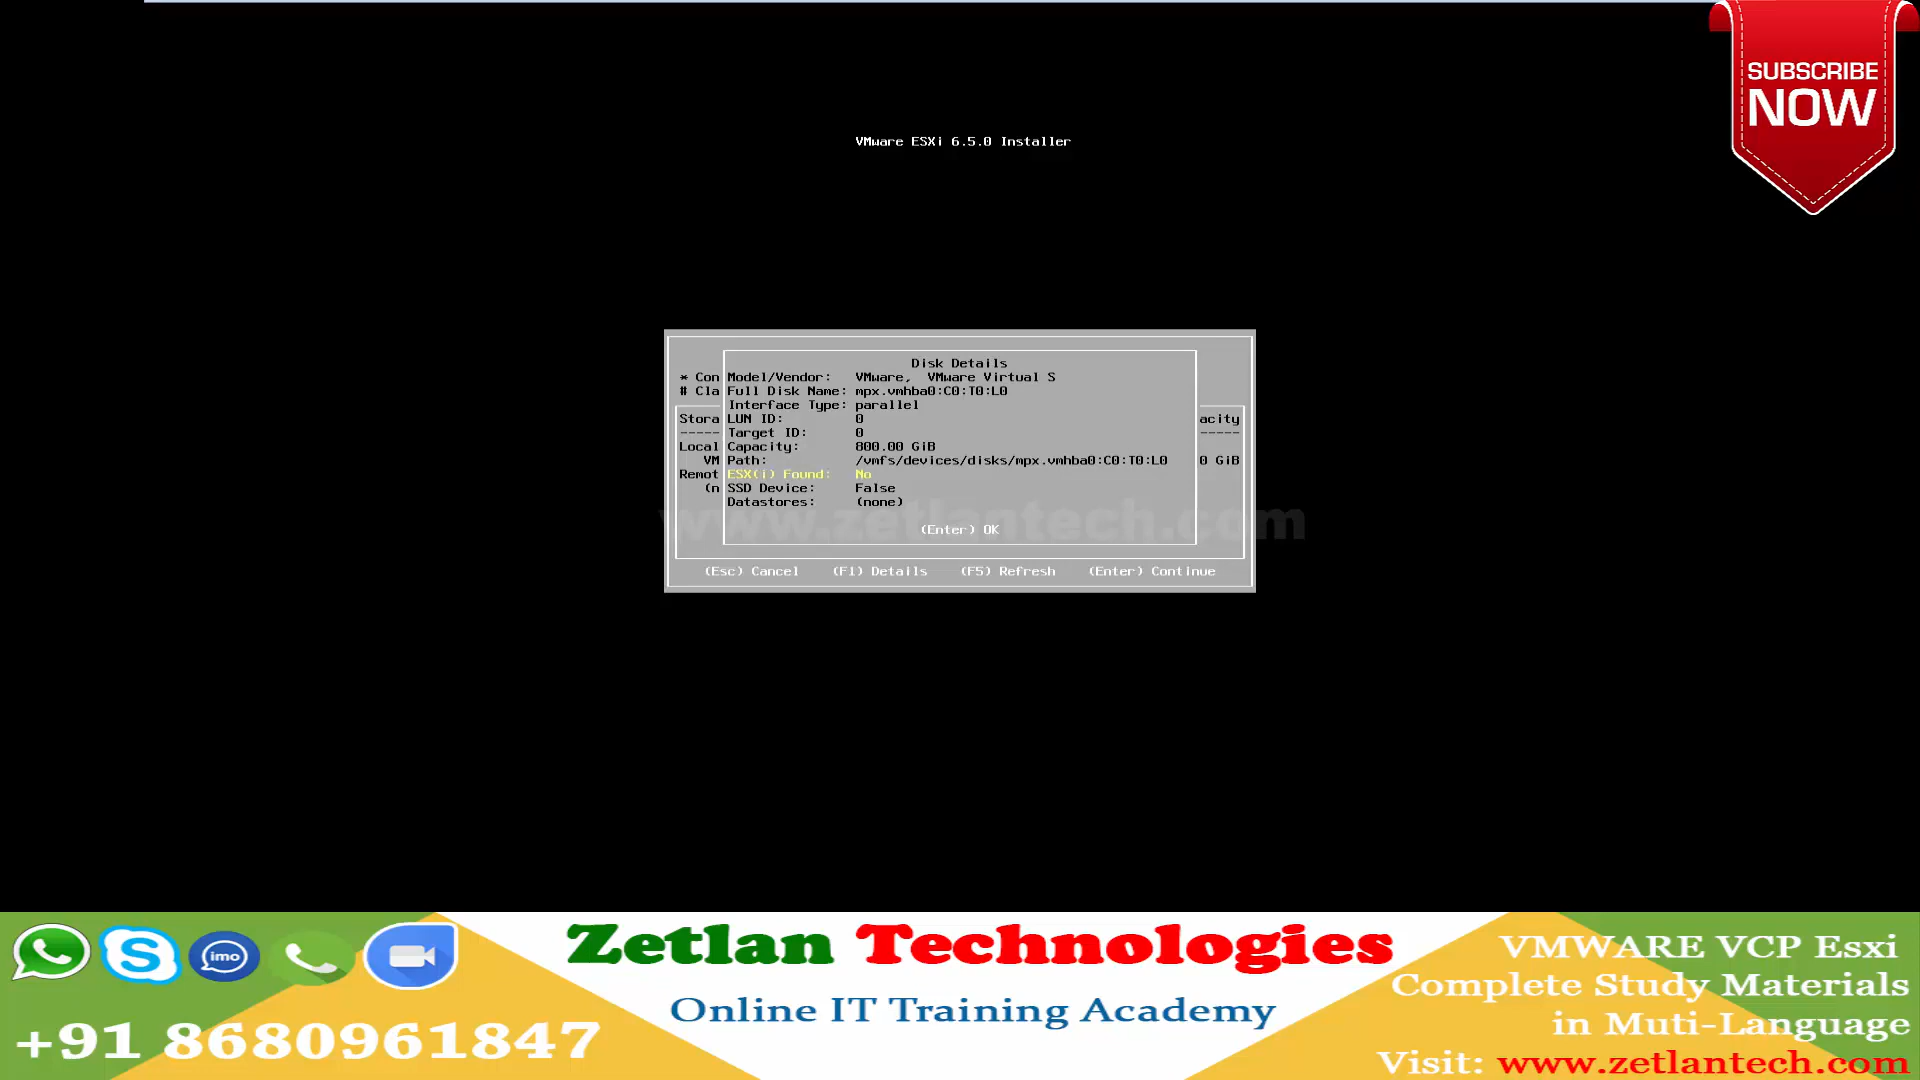 SUBSCRIBE
NOW
VMware ESXi 6.5.0 Installer
Disk Details
* Con Model/Vendor: VMware, VMware Virtual S
# Cla Full Disk Name: mpx.vmhba0:C0:T0:L0
Interface Type: parallel
Stora LUN ID: 0 acity
----- Target ID: 0 -----
Local Capacity: 800.00 GiB
VM Path: /vmfs/devices/disks/mpx.vmhba0:C0:T0:L0 0 GiB
Remot ESX(i) Found: No
(n SSD Device: False
Datastores: (none)
www.zetlantech.com
(Enter) OK
(Esc) Cancel (F1) Details (F5) Refresh (Enter) Continue
imo
Zetlan Technologies
Online IT Training Academy
+91 8680961847
VMWARE VCP Esxi
Complete Study Materials
in Muti-Language
Visit: www.zetlantech.com